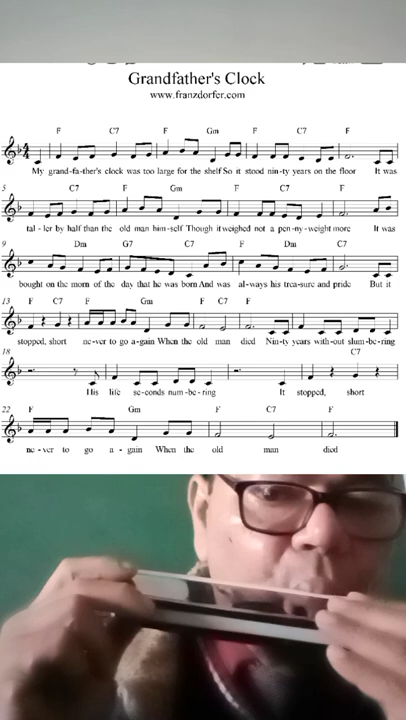 Grandfather's Clock
www.franzdorfer.com
F C7 F Gm F C7 F
My grand-fa-ther's clock was too large for the shelf So it stood nin-ty years on the floor It was
5 C7 F Gm F C7 F
tal-ler by half than the old man him-self Though it weighed not a pen-ny-weight more It was
9 Dm G7 C7 F Dm C7
bought on the morn of the day that he was born And was al-ways his trea-sure and pride But it
13 F C7 F Gm F C7 F
stopped, short ne-ver to go a-gain When the old man died Nin-ty years with-out slum-be-ring
18 F C7
His life se-conds num-be-ring It stopped, short
22 F Gm F C7 F
ne-ver to go a-gain When the old man died